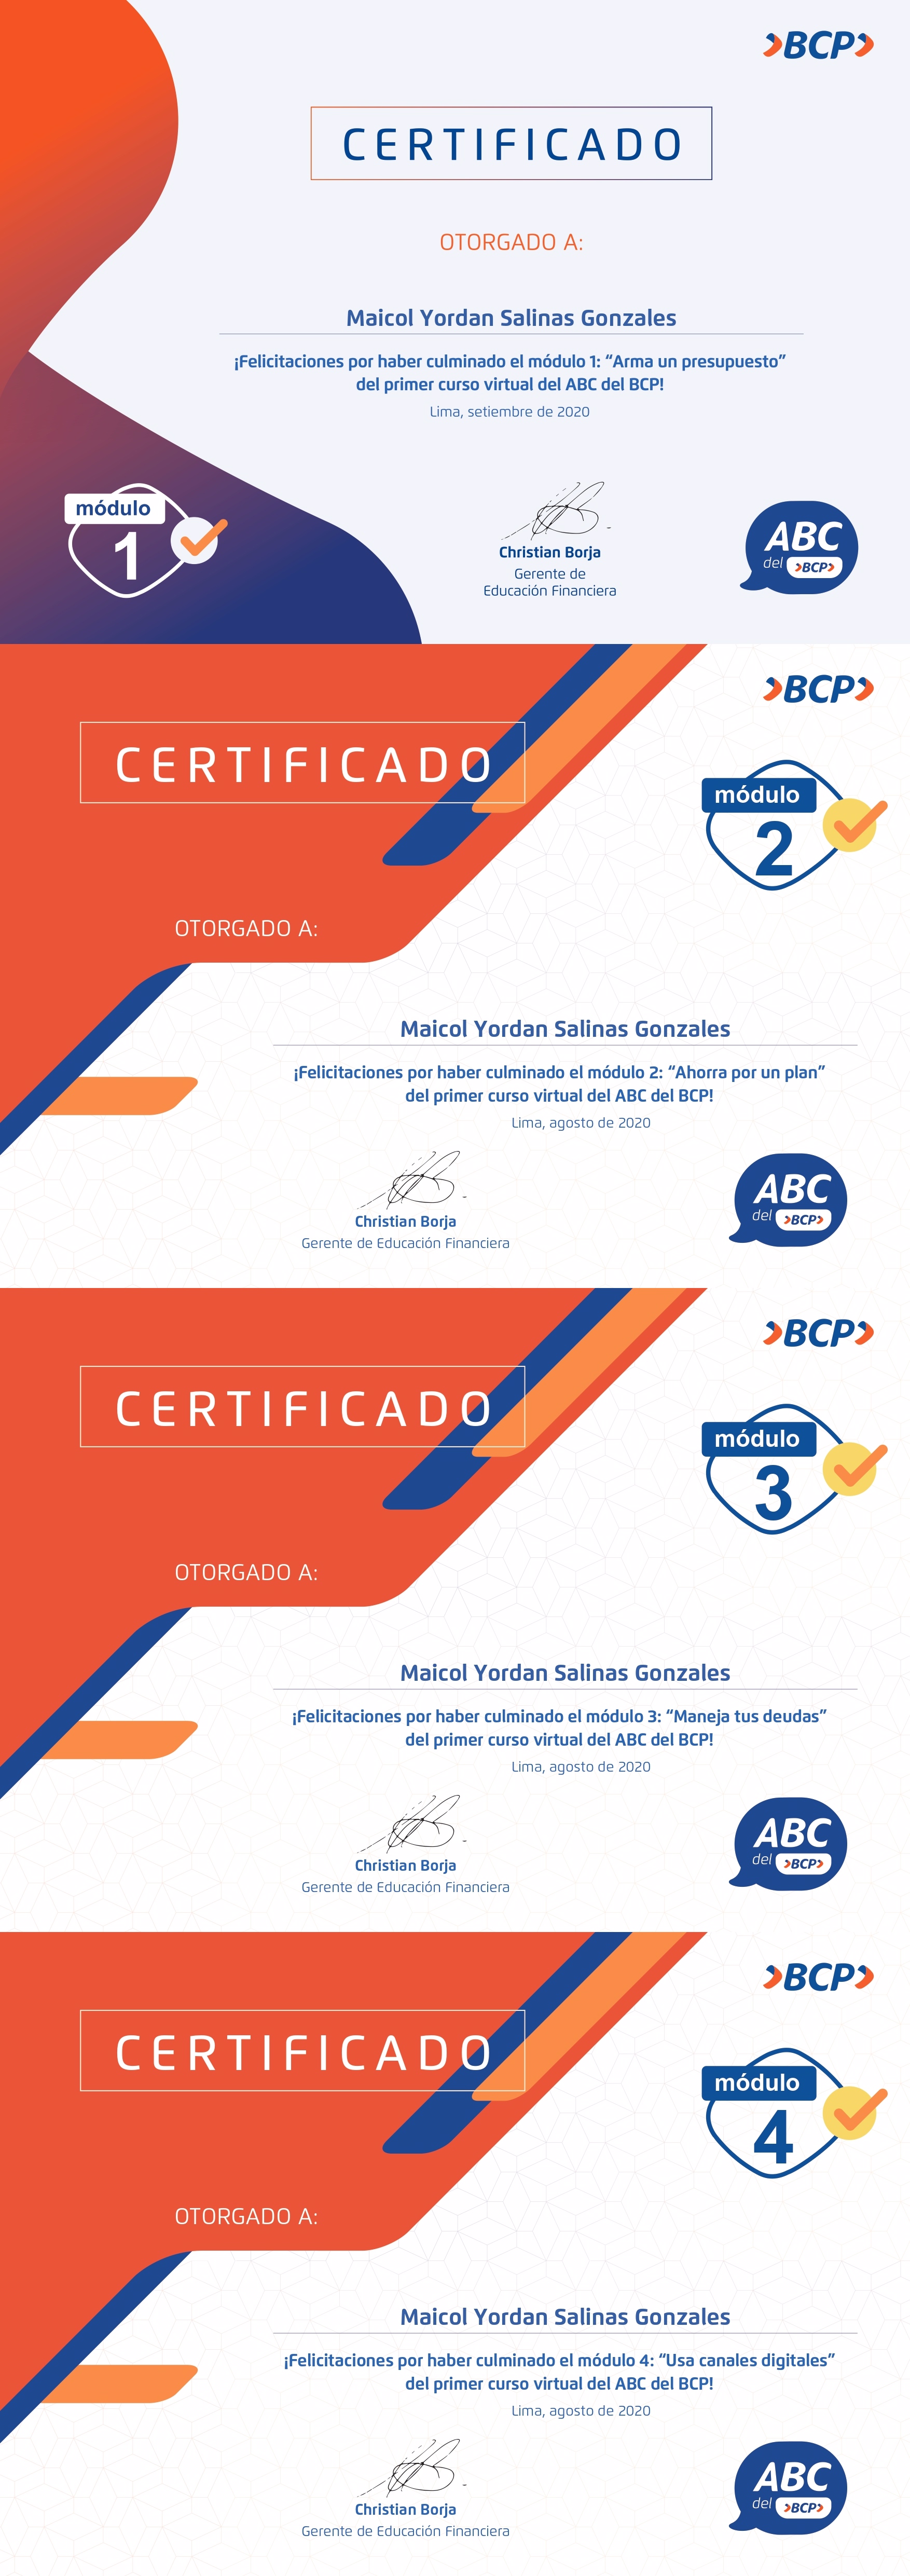 BCP
CERTIFICADO
OTORGADO A:
Maicol Yordan Salinas Gonzales
¡Felicitaciones por haber culminado el módulo 1: “Arma un presupuesto”
del primer curso virtual del ABC del BCP!
Lima, setiembre de 2020
módulo
1
Christian Borja
Gerente de
Educación Financiera
ABC
del BCP
BCP
CERTIFICADO
módulo
2
OTORGADO A:
Maicol Yordan Salinas Gonzales
¡Felicitaciones por haber culminado el módulo 2: “Ahorra por un plan”
del primer curso virtual del ABC del BCP!
Lima, agosto de 2020
Christian Borja
Gerente de Educación Financiera
ABC
del BCP
BCP
CERTIFICADO
módulo
3
OTORGADO A:
Maicol Yordan Salinas Gonzales
¡Felicitaciones por haber culminado el módulo 3: “Maneja tus deudas”
del primer curso virtual del ABC del BCP!
Lima, agosto de 2020
Christian Borja
Gerente de Educación Financiera
ABC
del BCP
BCP
CERTIFICADO
módulo
4
OTORGADO A:
Maicol Yordan Salinas Gonzales
¡Felicitaciones por haber culminado el módulo 4: “Usa canales digitales”
del primer curso virtual del ABC del BCP!
Lima, agosto de 2020
Christian Borja
Gerente de Educación Financiera
ABC
del BCP